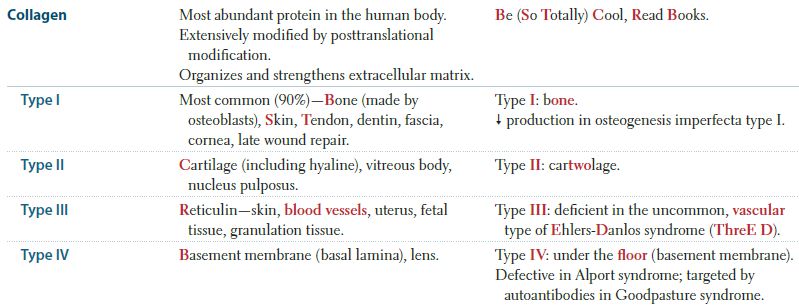 Collagen
Most abundant protein in the human body.
Extensively modified by posttranslational
modification.
Organizes and strengthens extracellular matrix.
Be (So Totally) Cool, Read Books.
Type I
Most common (90%)—Bone (made by
osteoblasts), Skin, Tendon, dentin, fascia,
cornea, late wound repair.
Type I: bone.
↓ production in osteogenesis imperfecta type I.
Type II
Cartilage (including hyaline), vitreous body,
nucleus pulposus.
Type II: cartwolage.
Type III
Reticulin—skin, blood vessels, uterus, fetal
tissue, granulation tissue.
Type III: deficient in the uncommon, vascular
type of Ehlers-Danlos syndrome (ThreE D).
Type IV
Basement membrane (basal lamina), lens.
Type IV: under the floor (basement membrane).
Defective in Alport syndrome; targeted by
autoantibodies in Goodpasture syndrome.